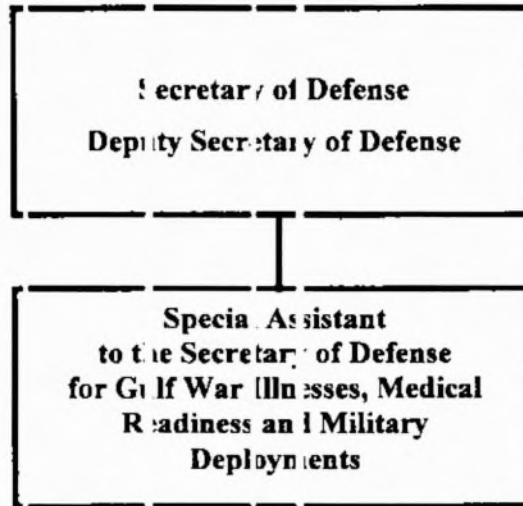 Secretary of Defense
Deputy Secretary of Defense
Special Assistant
to the Secretary of Defense
for Gulf War Illnesses, Medical
Readiness and Military
Deployments